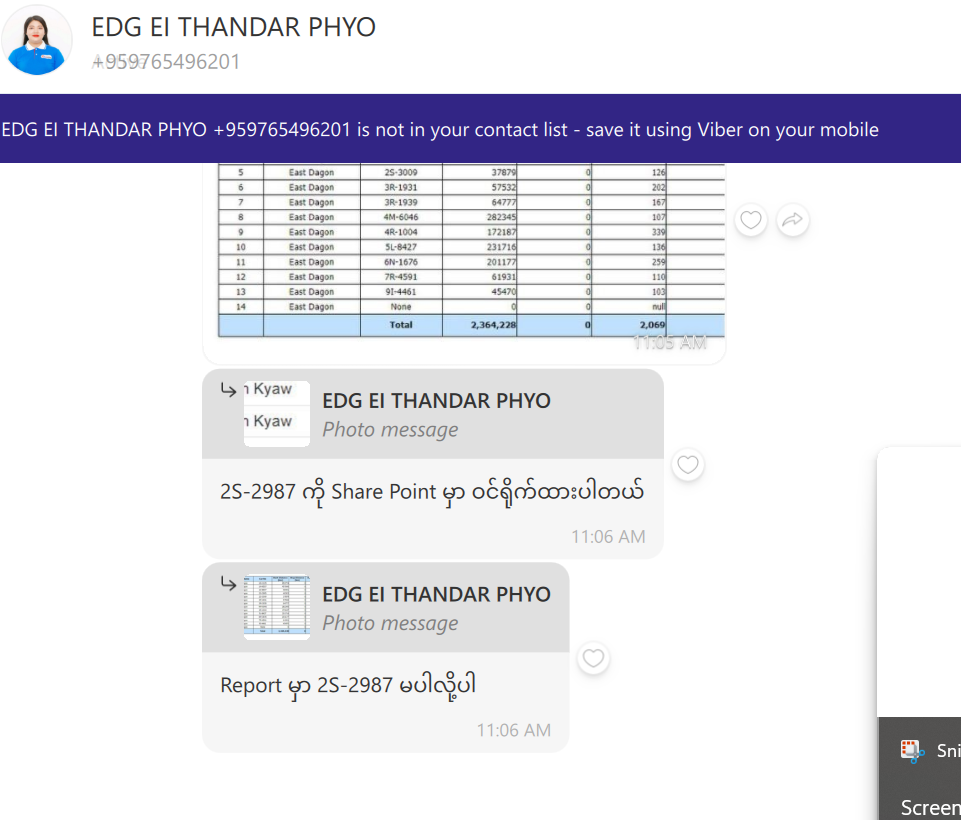 EDG EI THANDAR PHYO
+959765496201
EDG EI THANDAR PHYO +959765496201 is not in your contact list - save it using Viber on your mobile
5 East Dagon 2S-3009 37879 0 126
6 East Dagon 3R-1931 57532 0 202
7 East Dagon 3R-1939 64777 0 167
8 East Dagon 4M-6046 282345 0 107
9 East Dagon 4R-1004 172187 0 339
10 East Dagon 5L-8427 231716 0 136
11 East Dagon 6N-1676 201177 0 259
12 East Dagon 7R-4591 61931 0 110
13 East Dagon 9I-4461 45470 0 103
14 East Dagon None 0 0 null
Total 2,364,228 0 2,069
11:05 AM
Kyaw
Kyaw
EDG EI THANDAR PHYO
Photo message
2S-2987 ကို Share Point မှာ ဝင်ရိုက်ထားပါတယ်
11:06 AM
EDG EI THANDAR PHYO
Photo message
Report မှာ 2S-2987 မပါလို့ပါ
11:06 AM
Sni
Screen